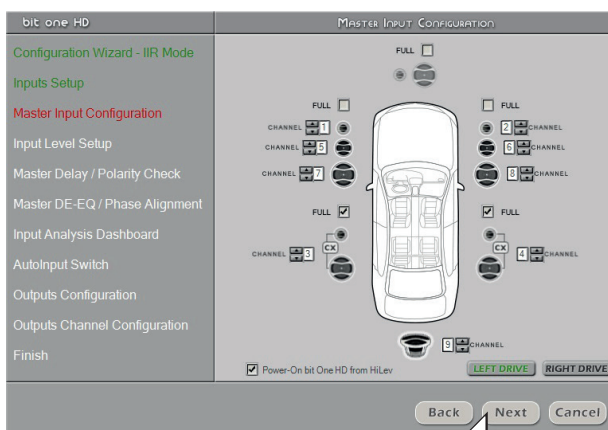 bit one HD
Master Input Configuration
Configuration Wizard - IIR Mode
Inputs Setup
Master Input Configuration
Input Level Setup
Master Delay / Polarity Check
Master DE-EQ / Phase Alignment
Input Analysis Dashboard
AutoInput Switch
Outputs Configuration
Outputs Channel Configuration
Finish
FULL
FULL FULL
CHANNEL 1 2 CHANNEL
CHANNEL 5 6 CHANNEL
CHANNEL 7 8 CHANNEL
FULL FULL
CHANNEL 3 CX CX 4 CHANNEL
9 CHANNEL
Power-On bit One HD from HiLev LEFT DRIVE RIGHT DRIVE
Back Next Cancel